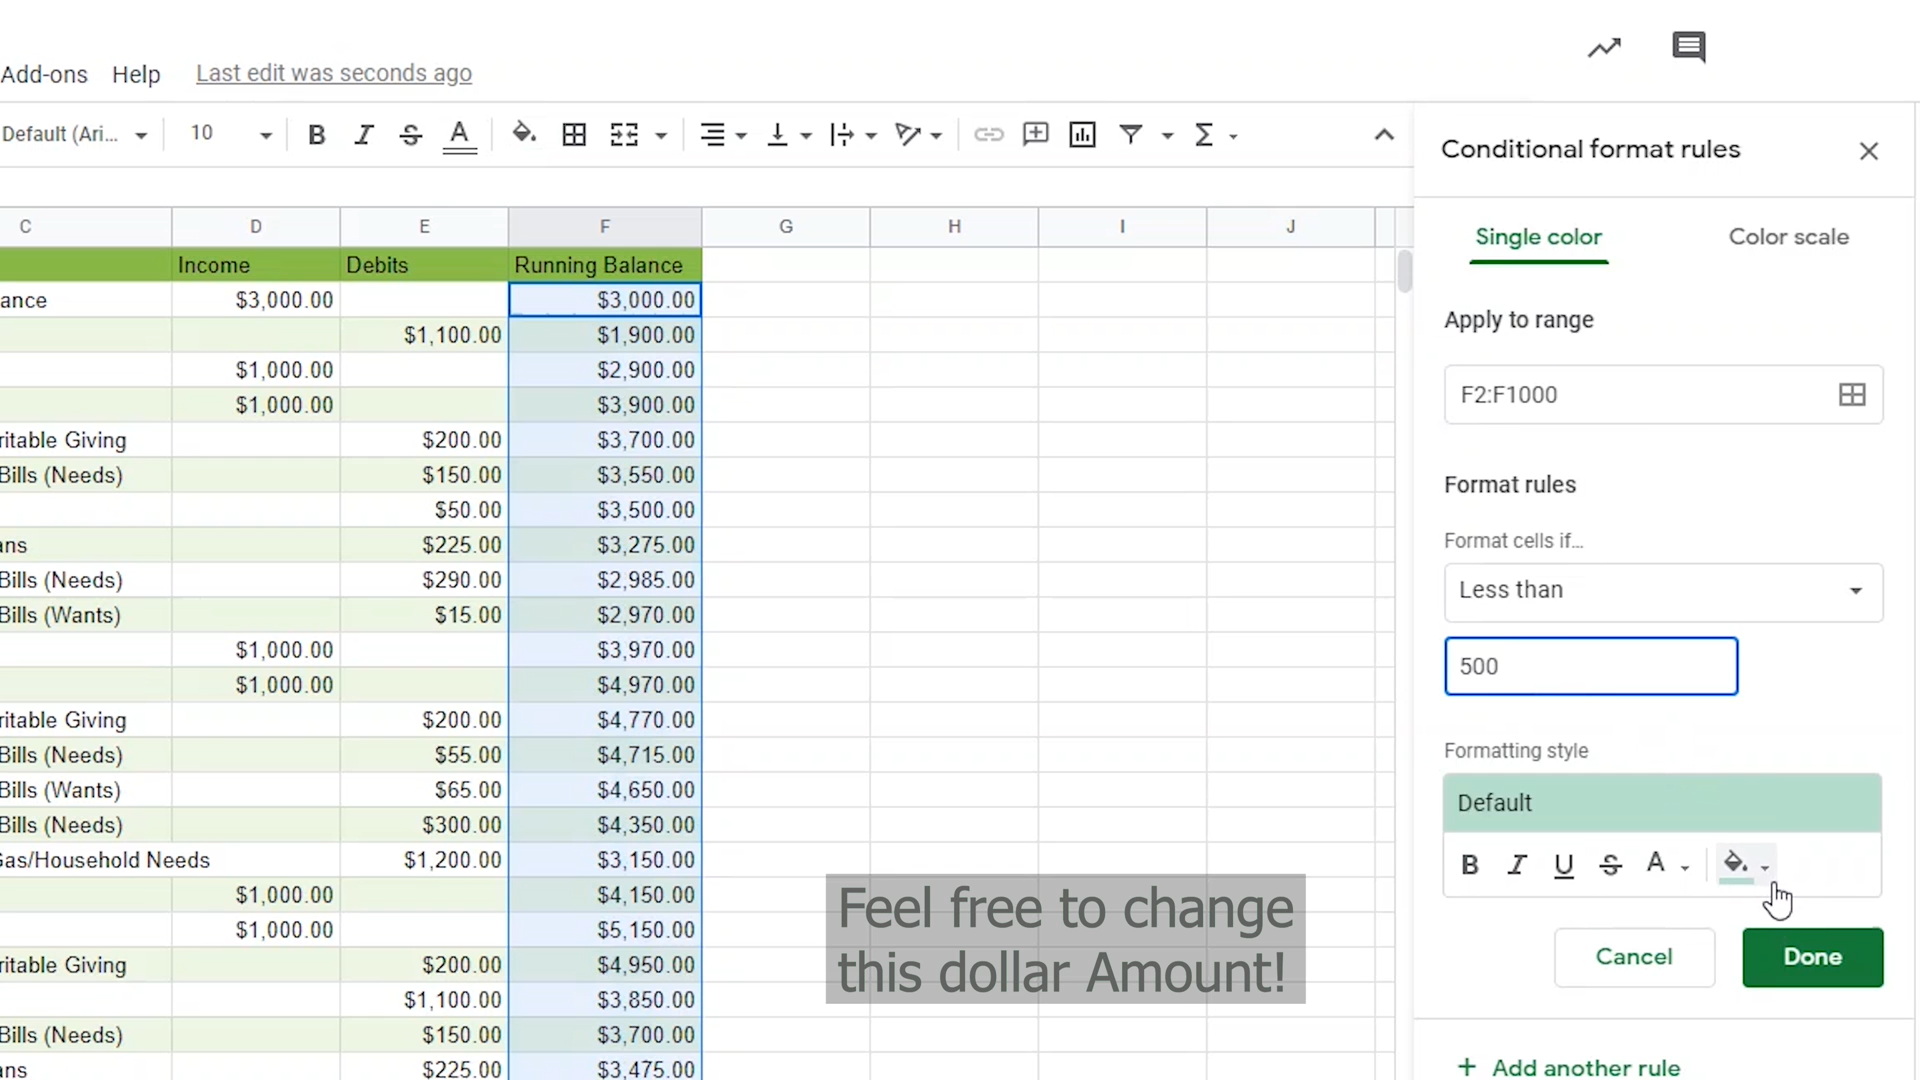 Add-ons Help Last edit was seconds ago
Default (Ari... 10 B I S A Σ
Conditional format rules
C D E F G H I J
Income Debits Running Balance
ance $3,000.00 $3,000.00
$1,100.00 $1,900.00
$1,000.00 $2,900.00
$1,000.00 $3,900.00
ritable Giving $200.00 $3,700.00
Bills (Needs) $150.00 $3,550.00
$50.00 $3,500.00
ans $225.00 $3,275.00
Bills (Needs) $290.00 $2,985.00
Bills (Wants) $15.00 $2,970.00
$1,000.00 $3,970.00
$1,000.00 $4,970.00
ritable Giving $200.00 $4,770.00
Bills (Needs) $55.00 $4,715.00
Bills (Wants) $65.00 $4,650.00
Bills (Needs) $300.00 $4,350.00
Gas/Household Needs $1,200.00 $3,150.00
$1,000.00 $4,150.00
$1,000.00 $5,150.00
ritable Giving $200.00 $4,950.00
$1,100.00 $3,850.00
Bills (Needs) $150.00 $3,700.00
ans $225.00 $3,475.00
Feel free to change
this dollar Amount!
Single color Color scale
Apply to range
F2:F1000
Format rules
Format cells if...
Less than
500
Formatting style
Default
B I U S A
Cancel Done
+ Add another rule